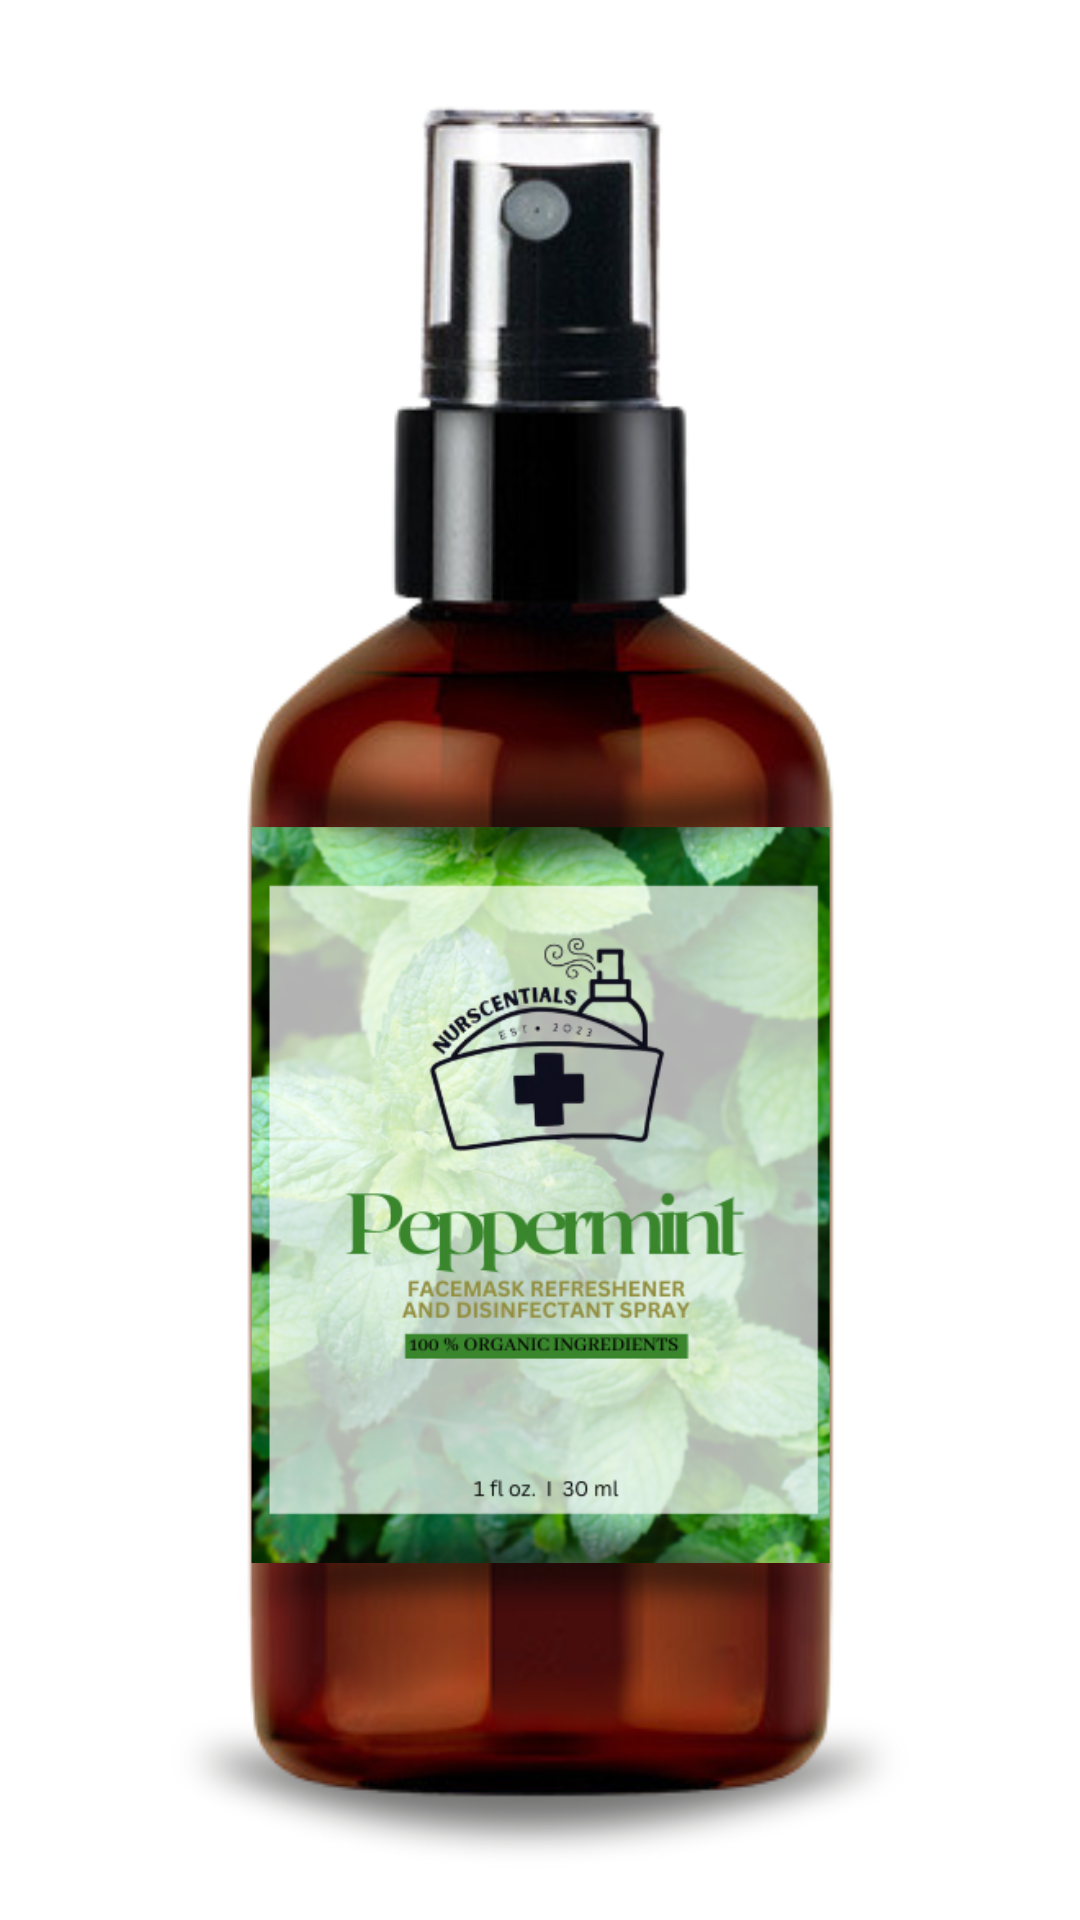 NURSCENTIALS
EST • 2023
Peppermint
FACEMASK REFRESHENER
AND DISINFECTANT SPRAY
100 % ORGANIC INGREDIENTS
1 fl oz. I 30 ml